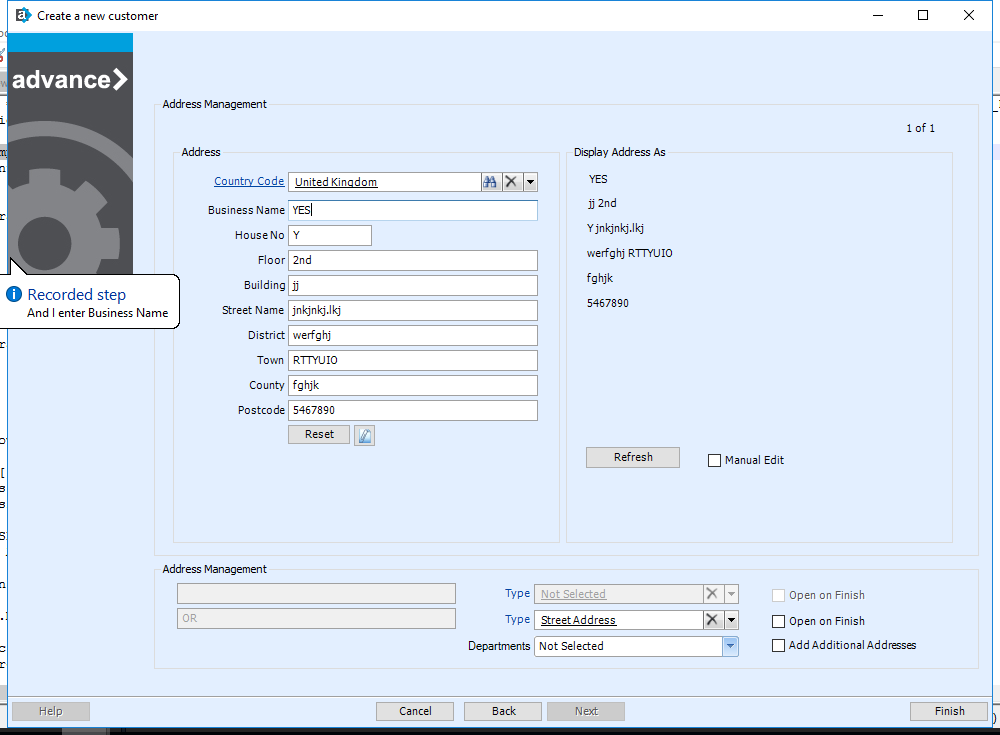 Create a new customer
advance
Address Management
1 of 1
Address
Country Code United Kingdom
Business Name YES
House No Y
Floor 2nd
Building jj
Street Name jnkjnkj.lkj
District werfghj
Town RTTYUIO
County fghjk
Postcode 5467890
Reset
Display Address As
YES
jj 2nd
Y jnkjnkj.lkj
werfghj RTTYUIO
fghjk
5467890
Refresh
Manual Edit
Recorded step
And I enter Business Name
Address Management
Type Not Selected Open on Finish
OR Type Street Address Open on Finish
Departments Not Selected Add Additional Addresses
Help Cancel Back Next Finish